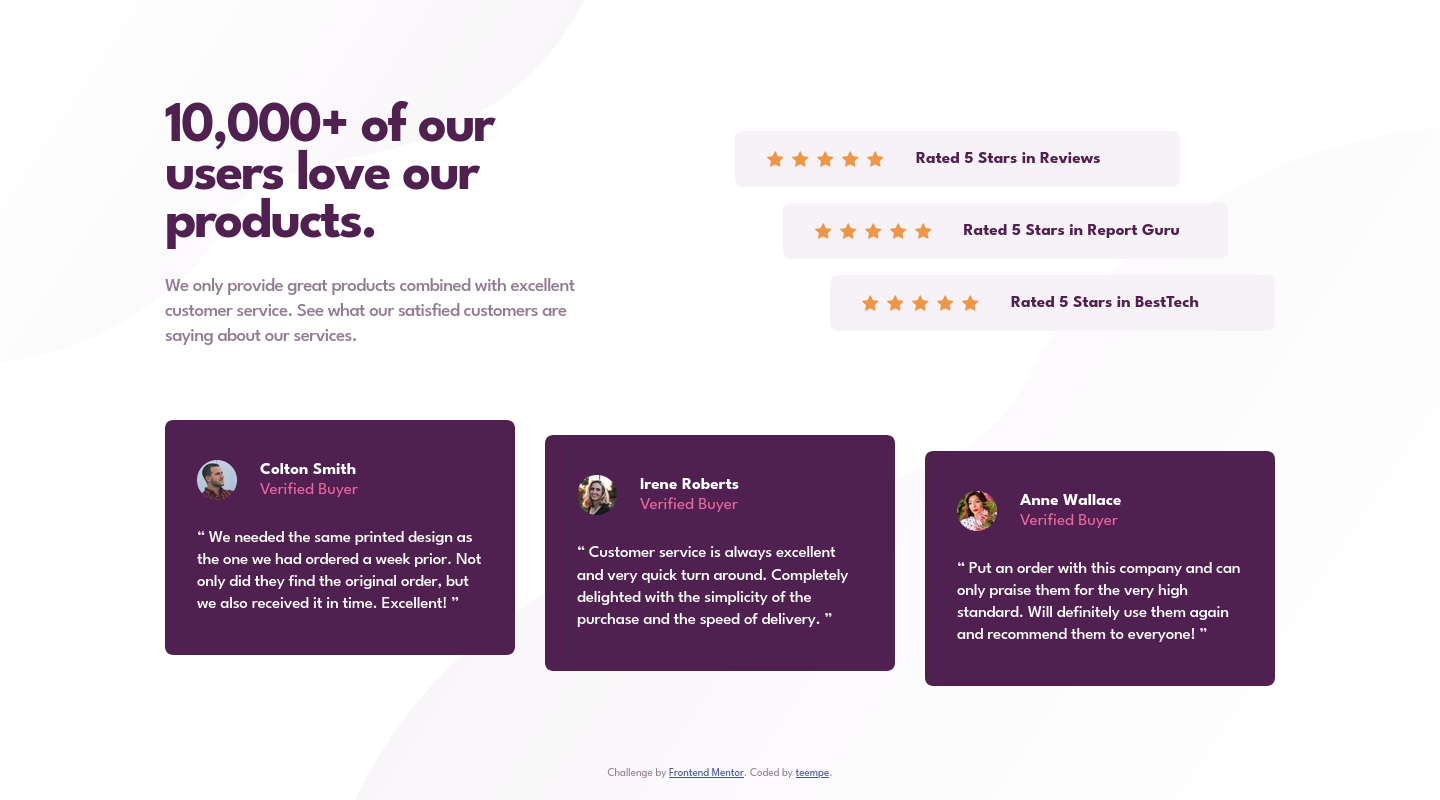 10,000+ of our
users love our
products.
We only provide great products combined with excellent
customer service. See what our satisfied customers are
saying about our services.
Rated 5 Stars in Reviews
Rated 5 Stars in Report Guru
Rated 5 Stars in BestTech
Colton Smith
Verified Buyer
“ We needed the same printed design as
the one we had ordered a week prior. Not
only did they find the original order, but
we also received it in time. Excellent! ”
Irene Roberts
Verified Buyer
“ Customer service is always excellent
and very quick turn around. Completely
delighted with the simplicity of the
purchase and the speed of delivery. ”
Anne Wallace
Verified Buyer
“ Put an order with this company and can
only praise them for the very high
standard. Will definitely use them again
and recommend them to everyone! ”
Challenge by Frontend Mentor. Coded by teempe.